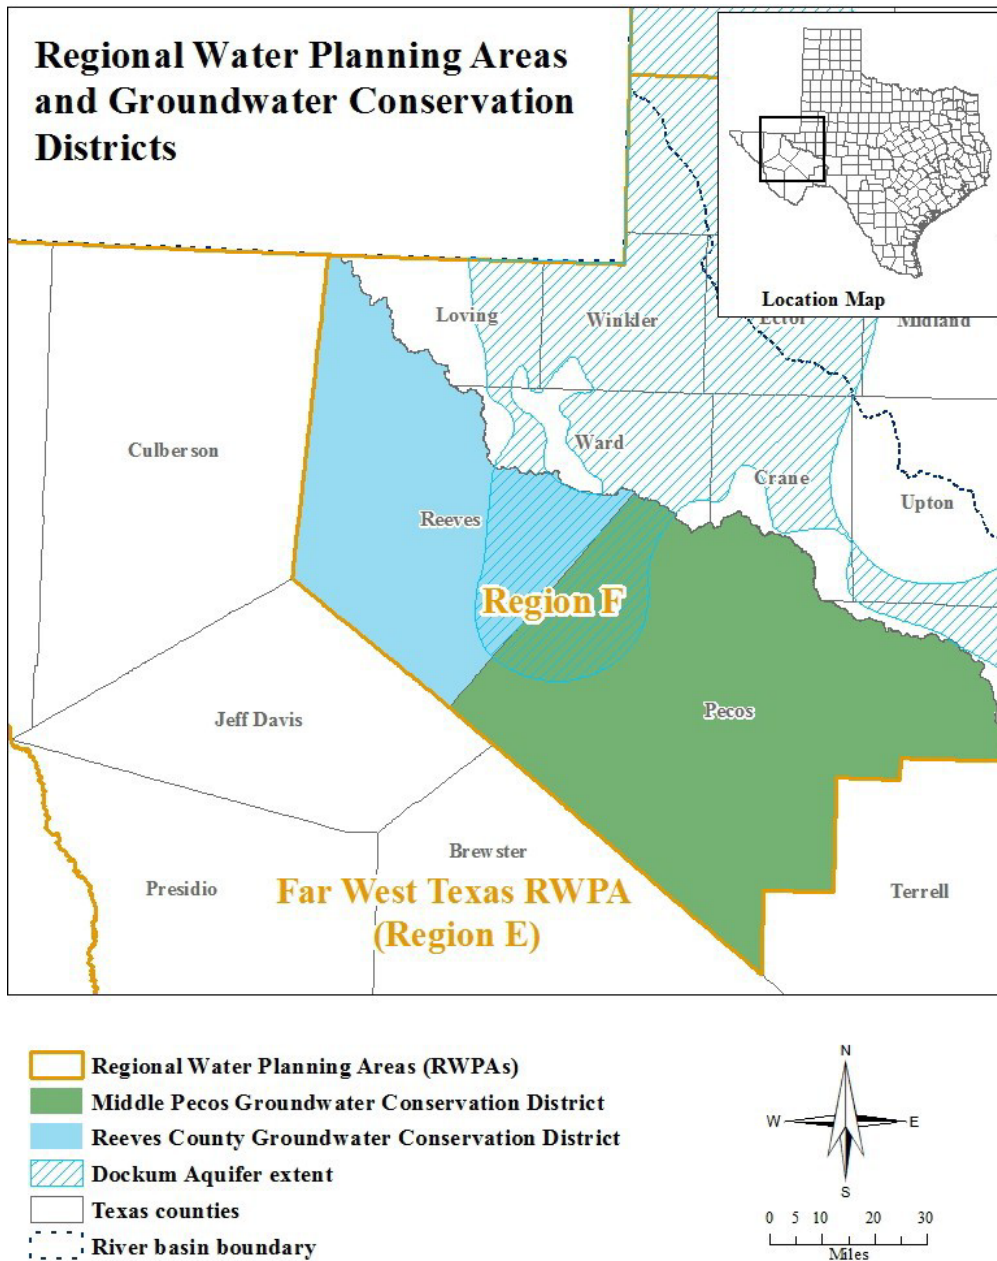 Regional Water Planning Areas
and Groundwater Conservation
Districts
Location Map
Loving
Winkler
Ector
Midland
Culberson
Ward
Crane
Upton
Reeves
Region F
Jeff Davis
Pecos
Brewster
Presidio
Far West Texas RWPA
(Region E)
Terrell
Regional Water Planning Areas (RWPAs)
Middle Pecos Groundwater Conservation District
Reeves County Groundwater Conservation District
Dockum Aquifer extent
Texas counties
River basin boundary
N
W E
S
0 5 10 20 30
Miles